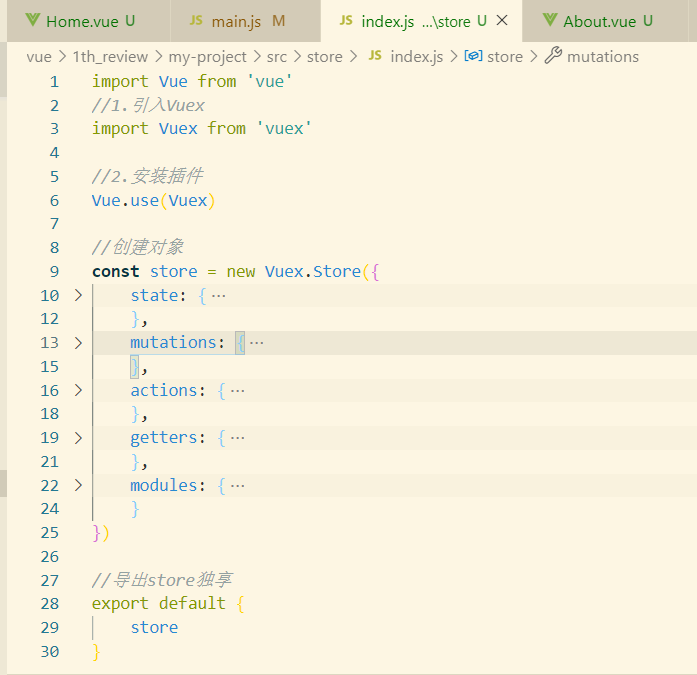 Home.vue U JS main.js M JS index.js ...\store U About.vue U
vue > 1th_review > my-project > src > store > JS index.js > store > mutations
1 import Vue from 'vue'
2 //1.引入Vuex
3 import Vuex from 'vuex'
4
5 //2.安装插件
6 Vue.use(Vuex)
7
8 //创建对象
9 const store = new Vuex.Store({
10 state: { ...
12 },
13 mutations: { ...
15 },
16 actions: { ...
18 },
19 getters: { ...
21 },
22 modules: { ...
24 }
25 })
26
27 //导出store独享
28 export default {
29 store
30 }